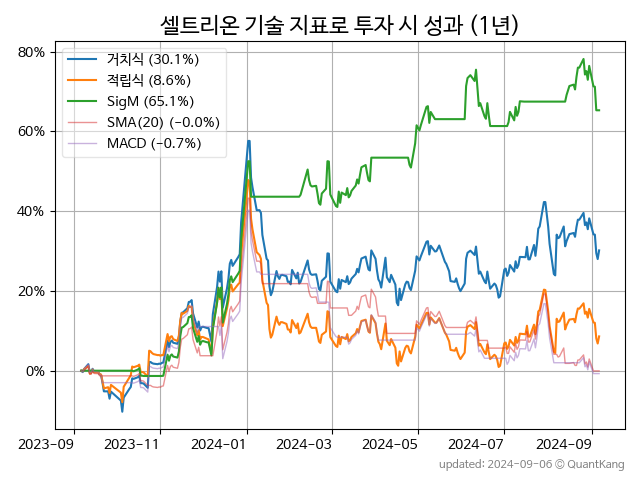 셀트리온 기술 지표로 투자 시 성과 (1년)
80%
60%
40%
20%
0%
거치식 (30.1%)
적립식 (8.6%)
SigM (65.1%)
SMA(20) (-0.0%)
MACD (-0.7%)
2023-09
2023-11
2024-01
2024-03
2024-05
2024-07
2024-09
updated: 2024-09-06 © QuantKang